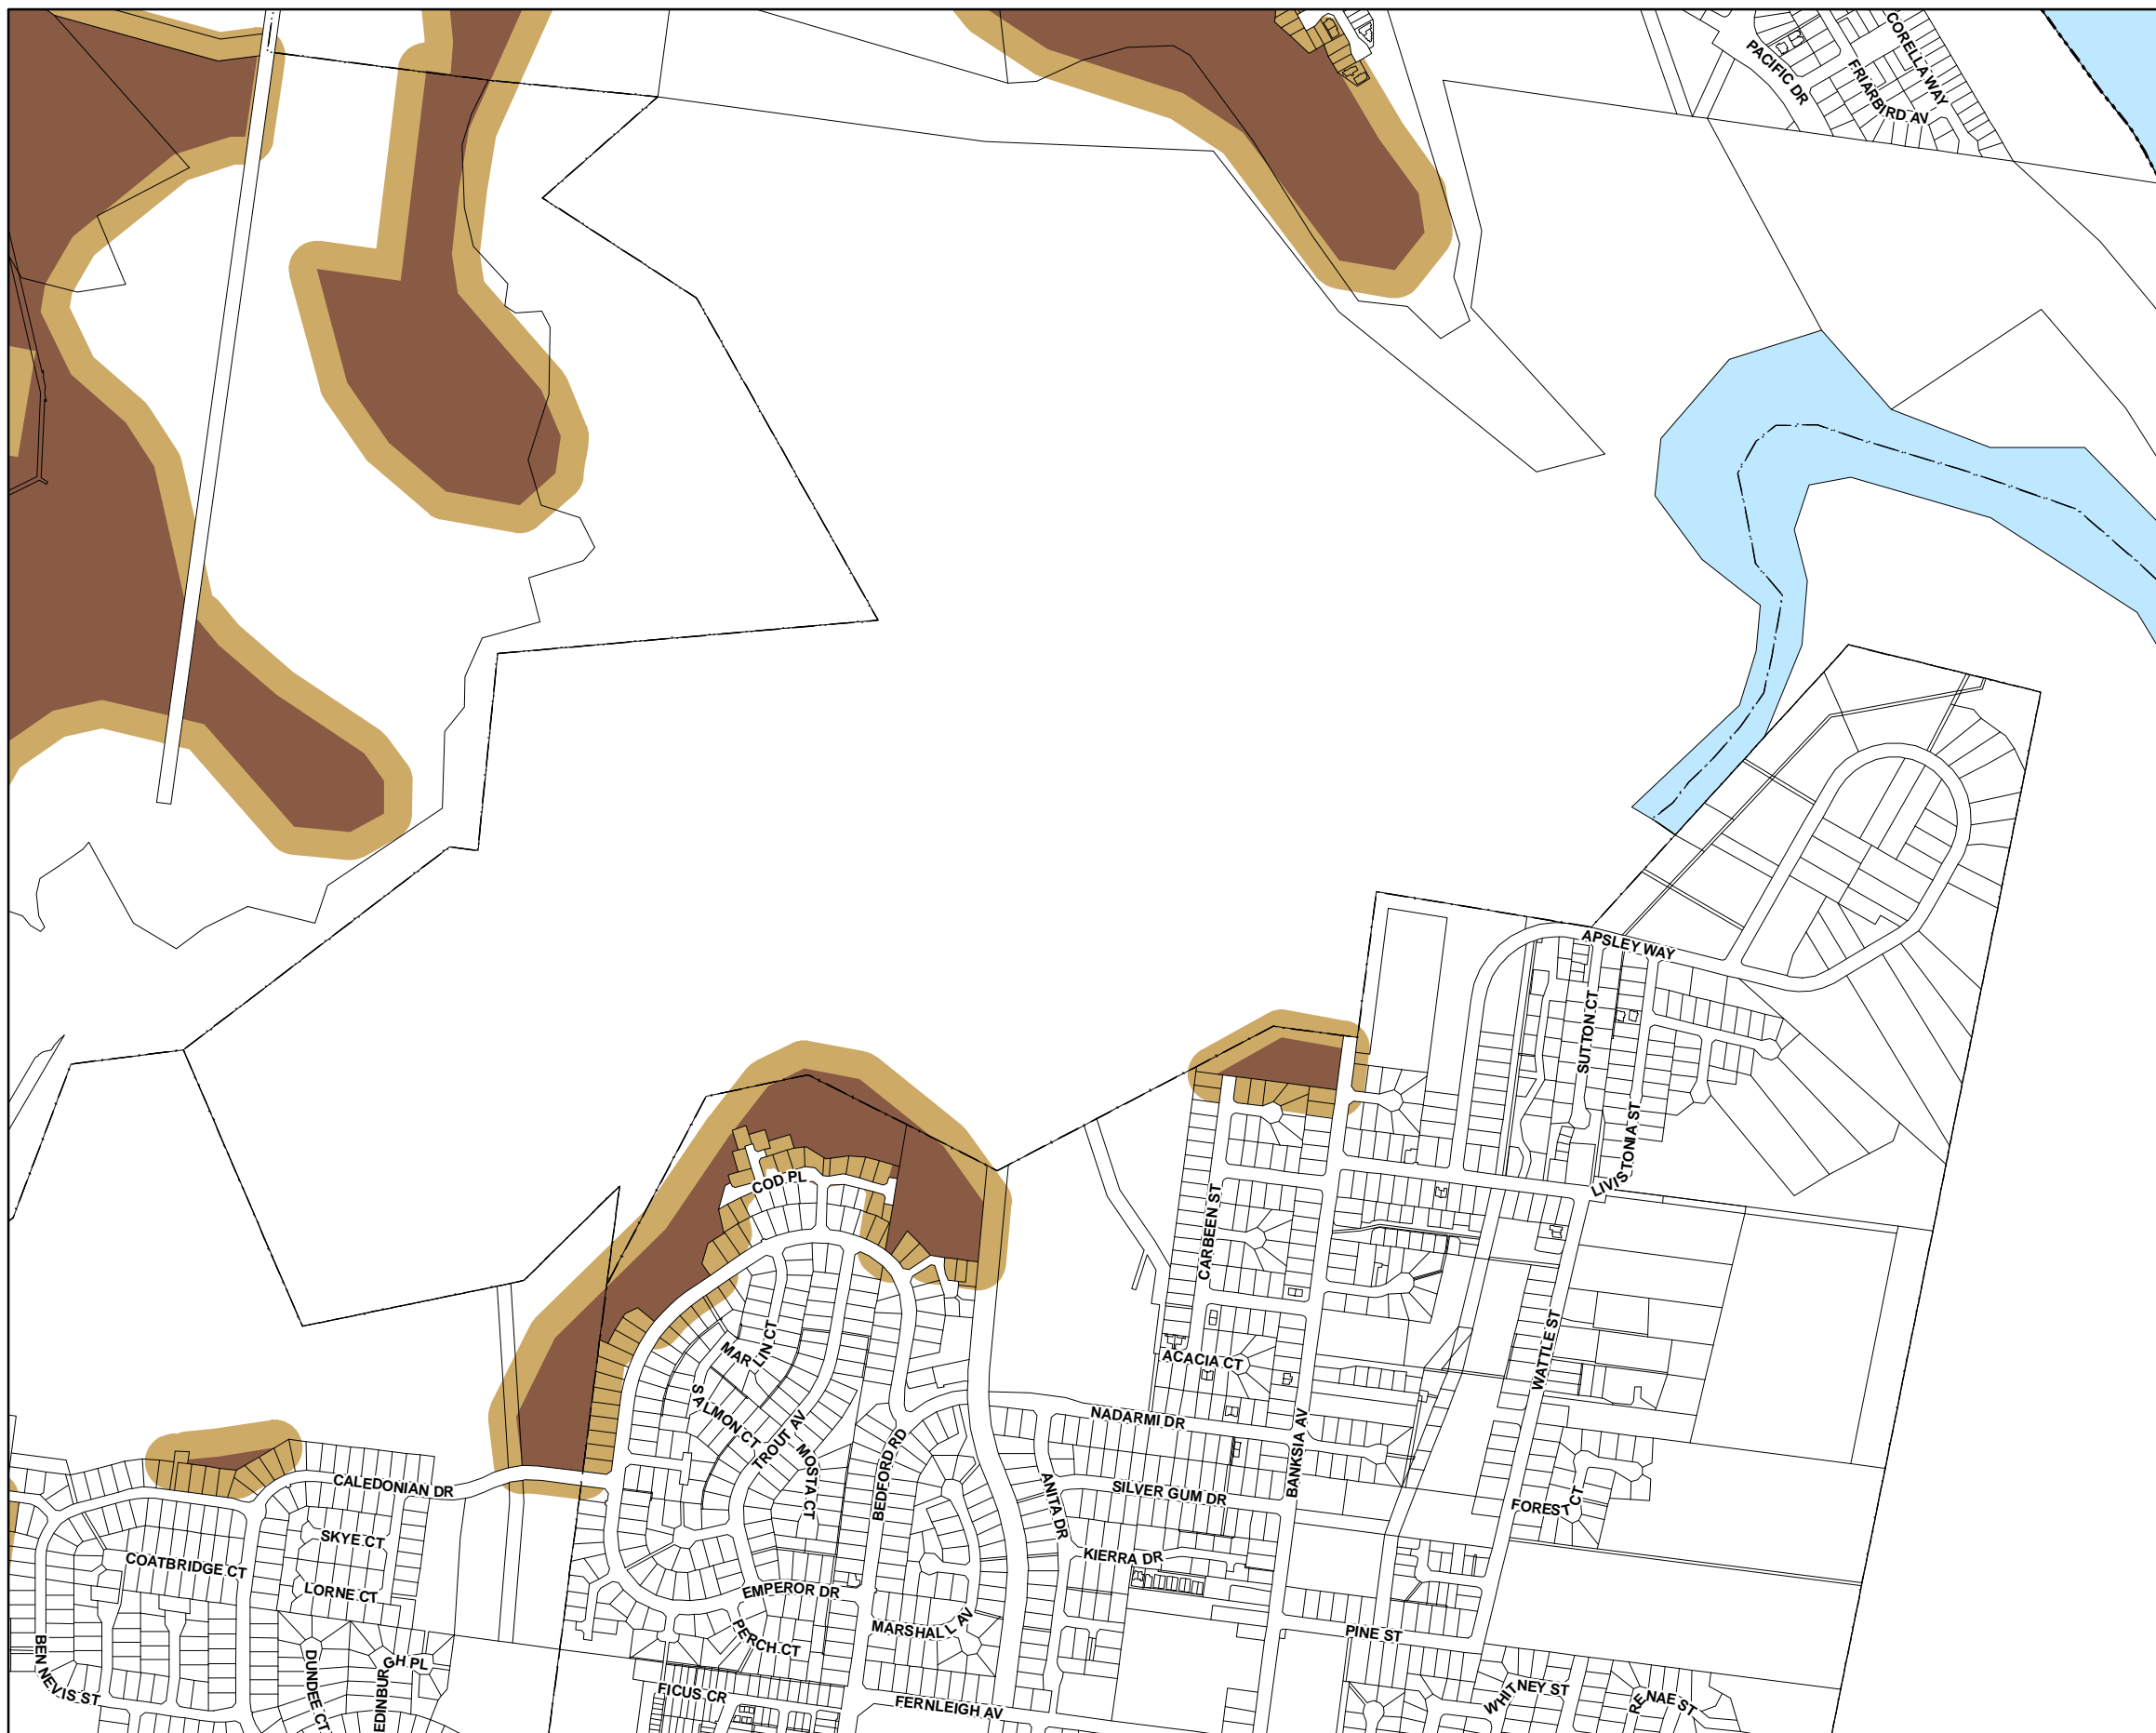 CORELLA WAY
PACIFIC DR
FRIARBIRD AV
APSLEY WAY
SUTTON CT
LIVISTONIA ST
COD PL
CARBEEN ST
MARLIN CT
WATTLE ST
ACACIA CT
SALMON CT
TROUT AV
NADARMI DR
MOSTA CT
BEDFORD RD
BANKSIA AV
CALEDONIAN DR
SILVER GUM DR
ANITA DR
FOREST CT
SKYE CT
COATBRIDGE CT
KIERRA DR
LORNE CT
EMPEROR DR
MARSHALL AV
PERCH CT
PINE ST
BEN NEVIS ST
DUNDEE CT
EDINBURGH PL
FICUS CR
FERNLEIGH AV
WHITNEY ST
RENAE ST